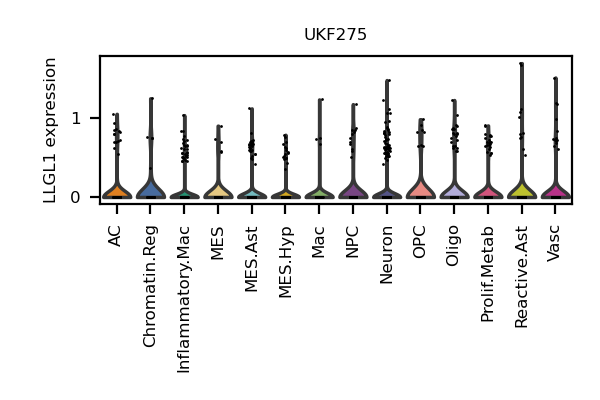 UKF275
LLGL1 expression
1
0
AC
Chromatin.Reg
Inflammatory.Mac
MES
MES.Ast
MES.Hyp
Mac
NPC
Neuron
OPC
Oligo
Prolif.Metab
Reactive.Ast
Vasc